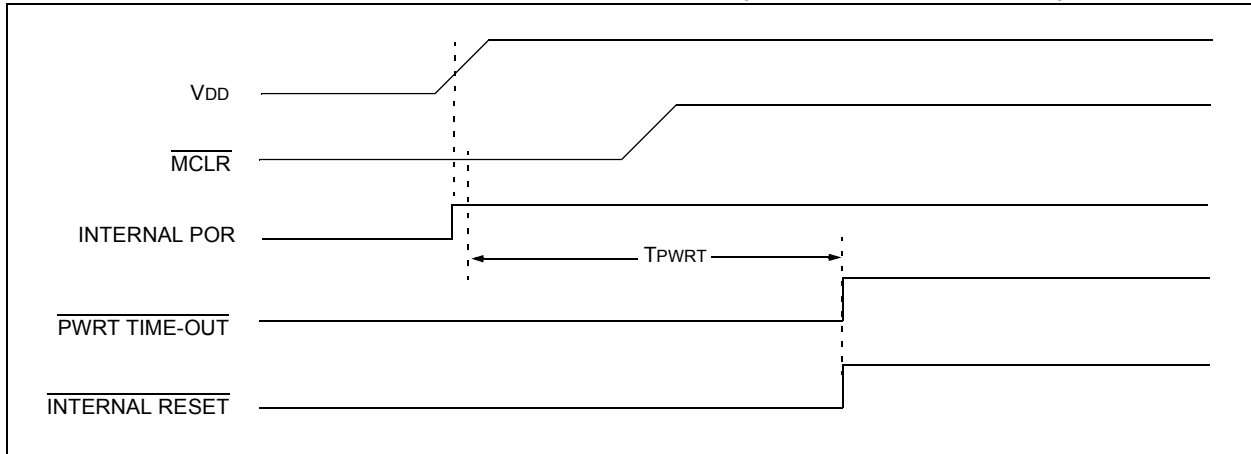 VDD
MCLR
INTERNAL POR
TPWRT
PWRT TIME-OUT
INTERNAL RESET